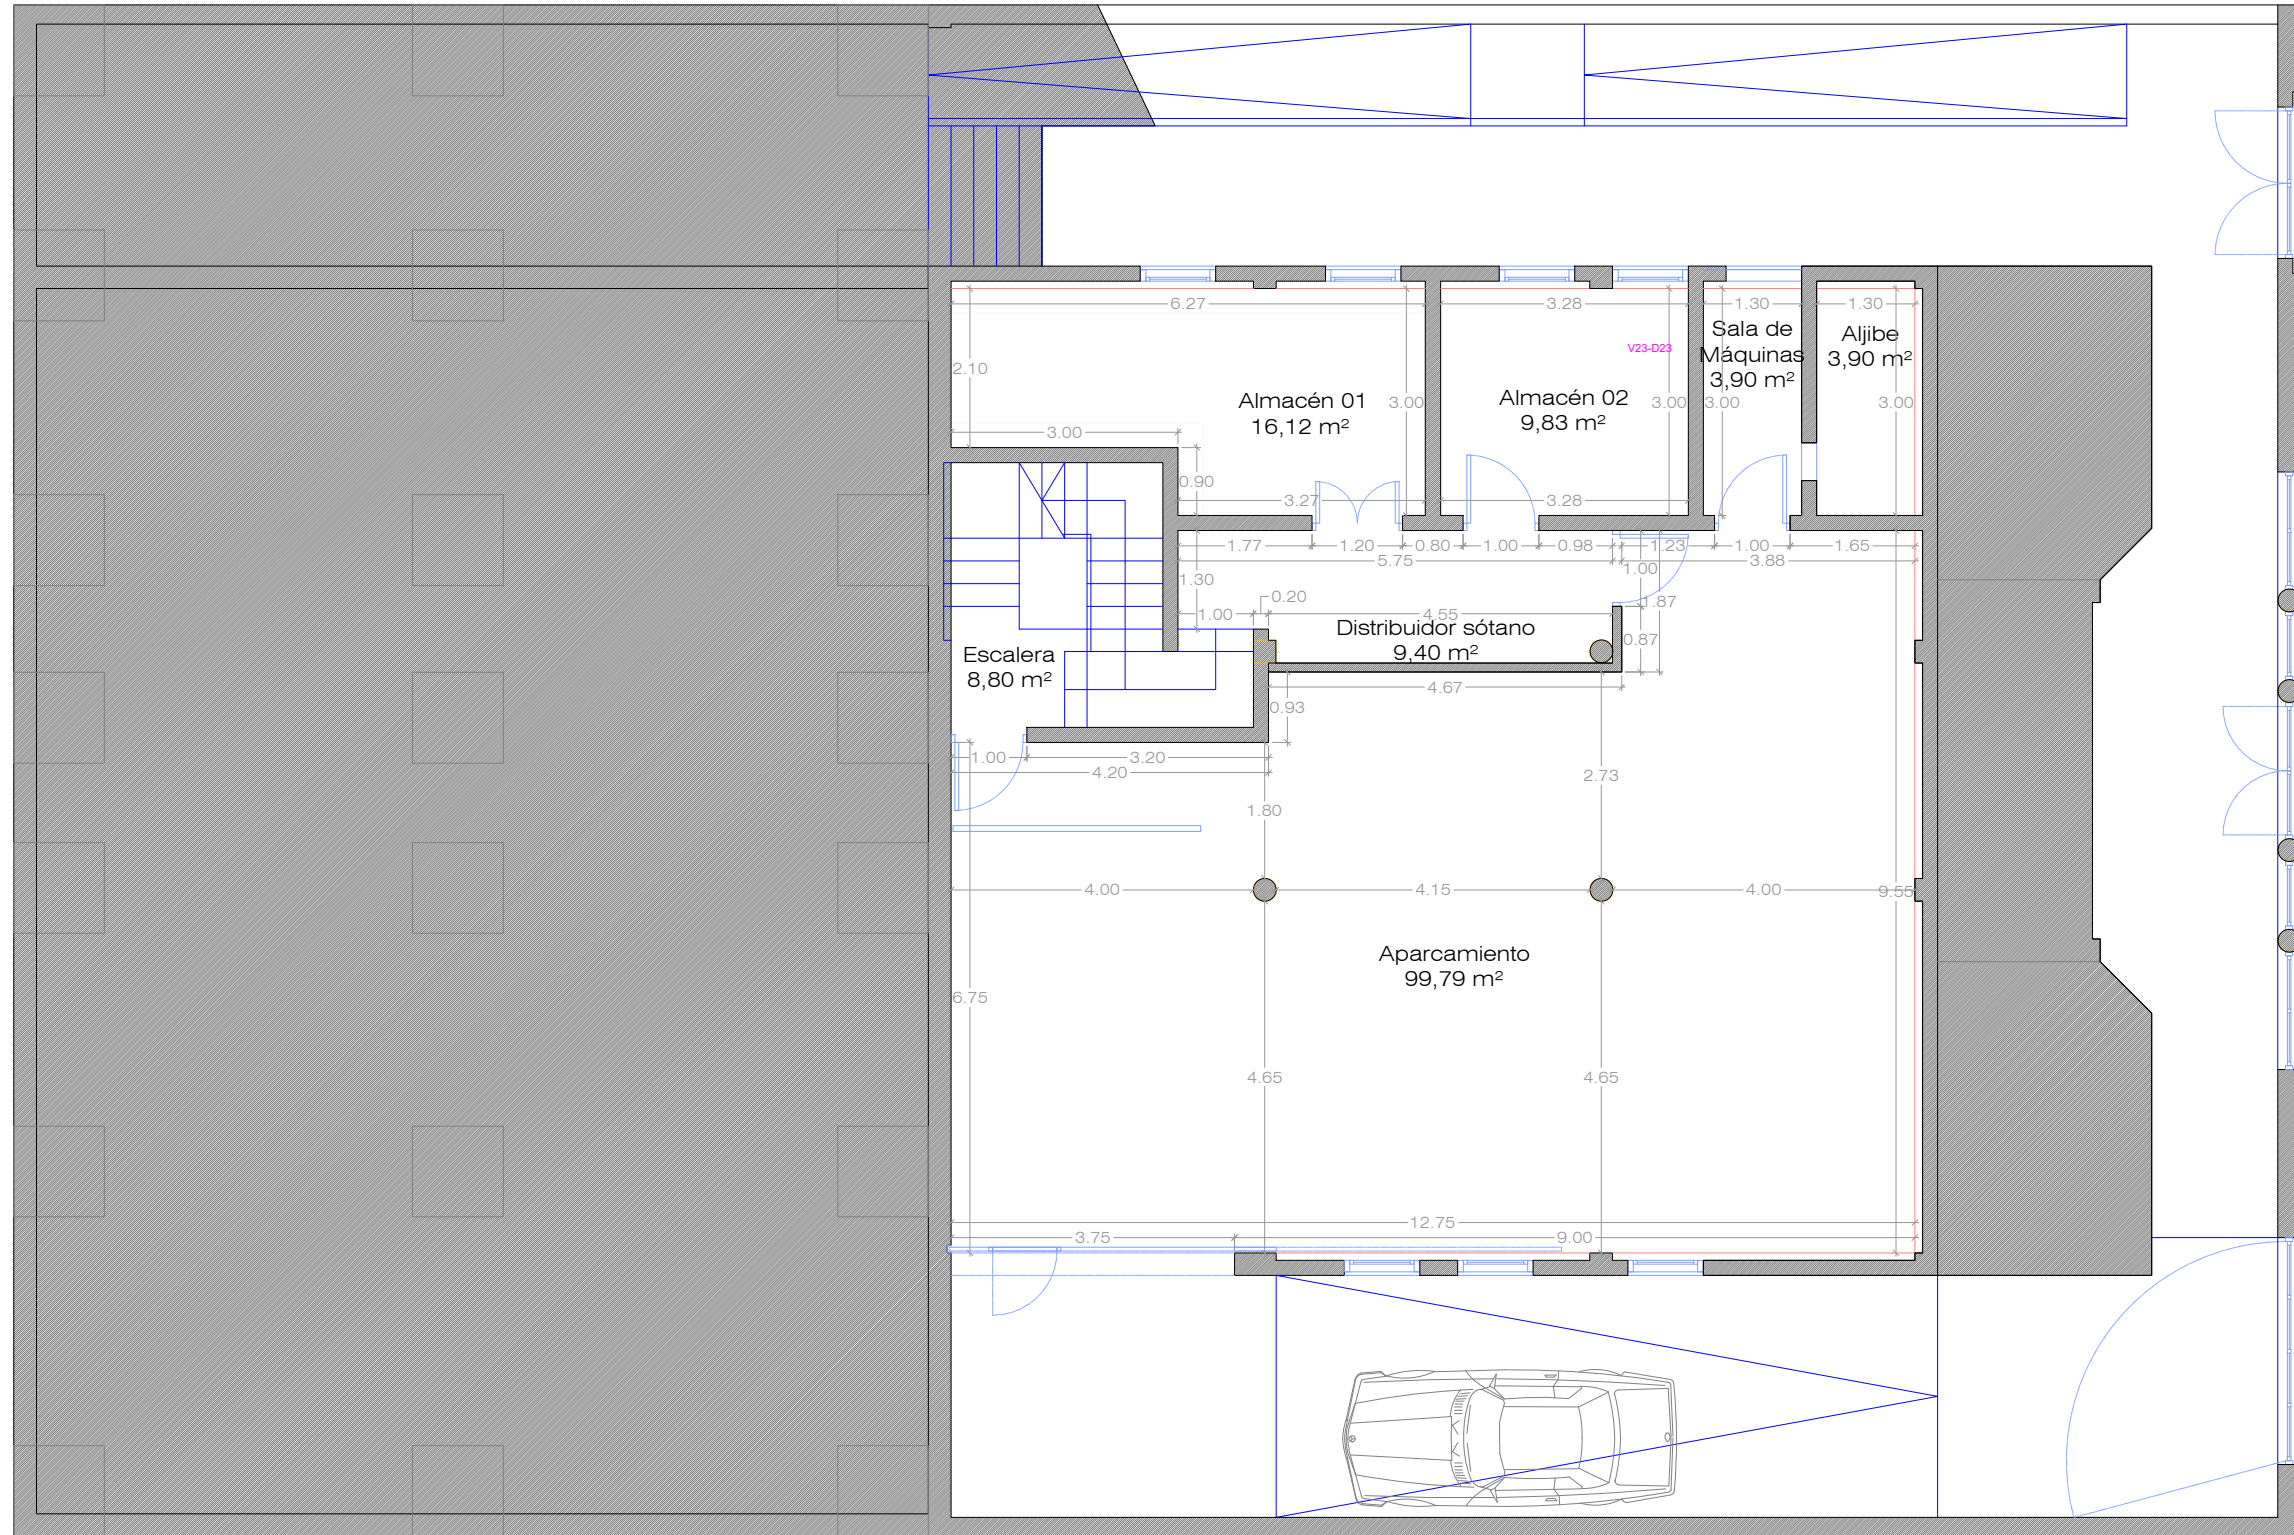 6.27
3.28
1.30
1.30
Sala de
Máquinas
3,90 m²
Aljibe
3,90 m²
V23-D23
2.10
Almacén 01
16,12 m²
3.00
Almacén 02
9,83 m²
3.00
3.00
3.00
3.00
0.90
3.27
3.28
1.77
1.20
0.80
1.00
0.98
1.23
1.00
1.65
5.75
3.88
1.00
1.30
0.20
1.87
1.00
4.55
Distribuidor sótano
9,40 m²
0.87
Escalera
8,80 m²
4.67
0.93
1.00
3.20
4.20
2.73
1.80
4.00
4.15
4.00
9.55
Aparcamiento
99,79 m²
6.75
4.65
4.65
12.75
3.75
9.00